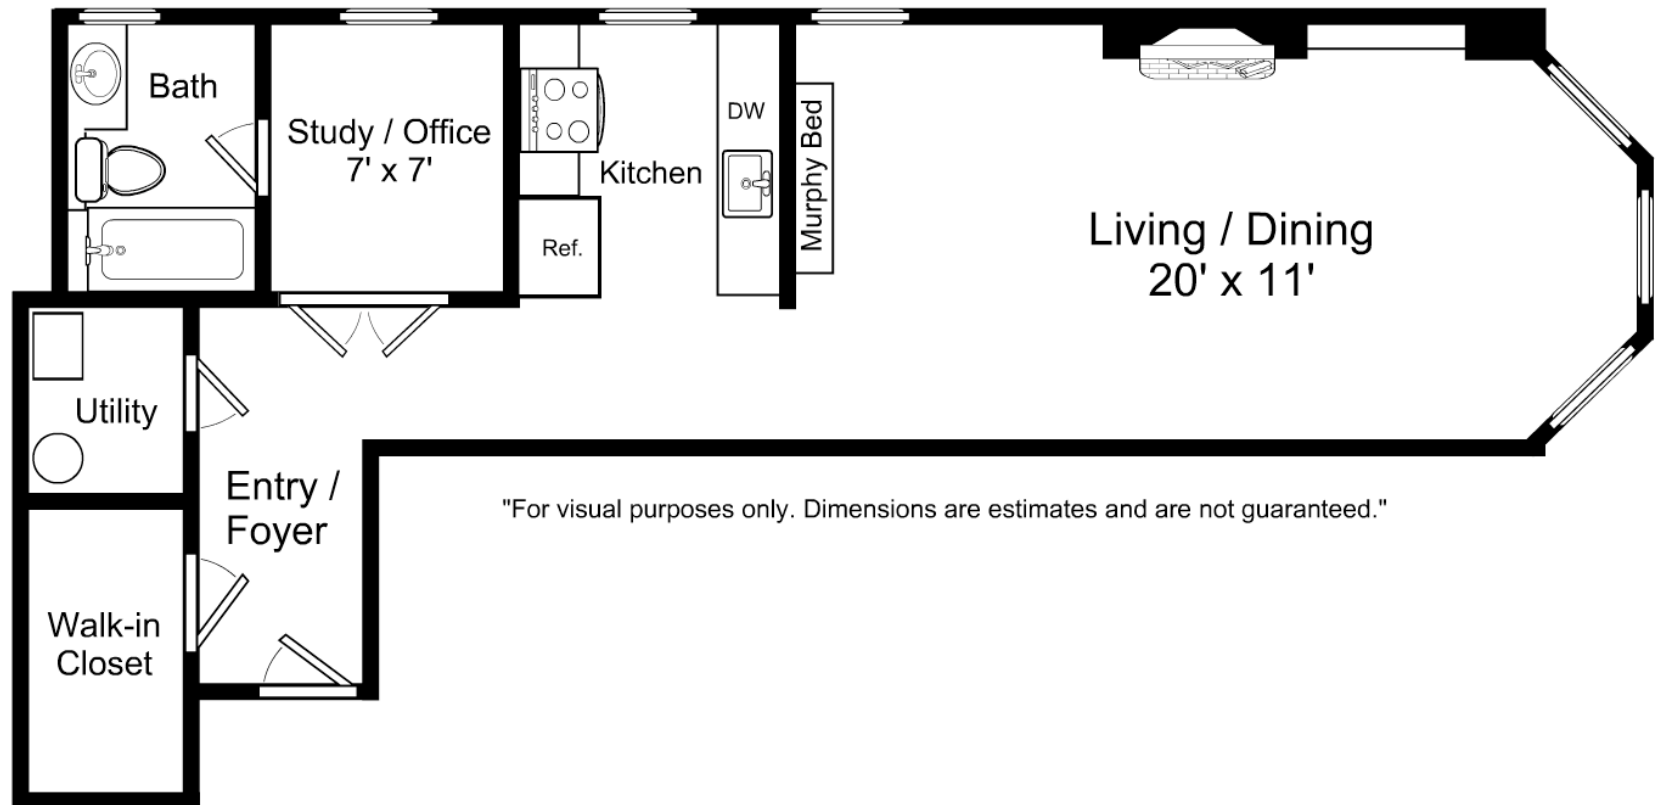 Bath
Study / Office
7' x 7'
Kitchen
DW
Ref.
Murphy Bed
Living / Dining
20' x 11'
Utility
Entry /
Foyer
"For visual purposes only. Dimensions are estimates and are not guaranteed."
Walk-in
Closet